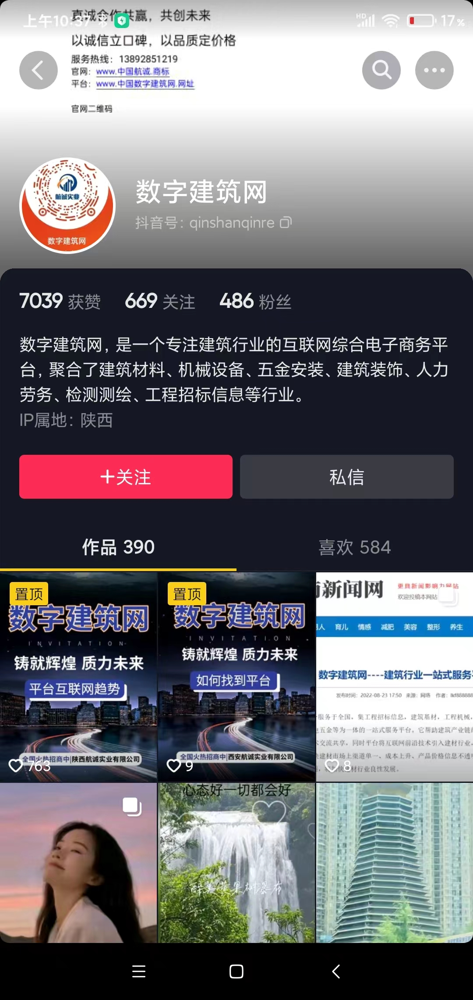 真诚合作共赢，共创未来
上午10:37
HD
17%
以诚信立口碑，以品质定价格
服务热线：13892851219
官网：www.中国航诚.商标
平台：www.中国数字建筑网.网址
官网二维码
航诚实业
数字建筑网
数字建筑网
抖音号：qinshanqinre
7039 获赞 669 关注 486 粉丝
数字建筑网，是一个专注建筑行业的互联网综合电子商务平
台，聚合了建筑材料、机械设备、五金安装、建筑装饰、人力
劳务、检测测绘、工程招标信息等行业。
IP属地：陕西
+关注
私信
作品 390
喜欢 584
置顶
数字建筑网
INVITATION
铸就辉煌 质力未来
平台互联网趋势
全国火热招商中|陕西航诚实业有限公司
763
置顶
数字建筑网
INVITATION
铸就辉煌 质力未来
如何找到平台
全国火热招商中|西安航诚实业有限公司
9
新闻网
更具新闻影响力网站
欢迎投稿本网站
人 育儿 情感 减肥 美容 整形 养生
数字建筑网----建筑行业一站式服务
发布时间：2022-08-23 17:50 来源：网络 作者：lkf888888
服务于全国，集工程招标信息，建筑基材，工程机械，
五金等为一体的一站式服务平台。它帮助建筑产业链
交流共享，同时平台将互联网前沿技术引入建材行业，
建材市场上渠道单一、成本上升、产品价格信息不透
材行业良性发展。
8
心态好一切都会好
醉美黄果树瀑布